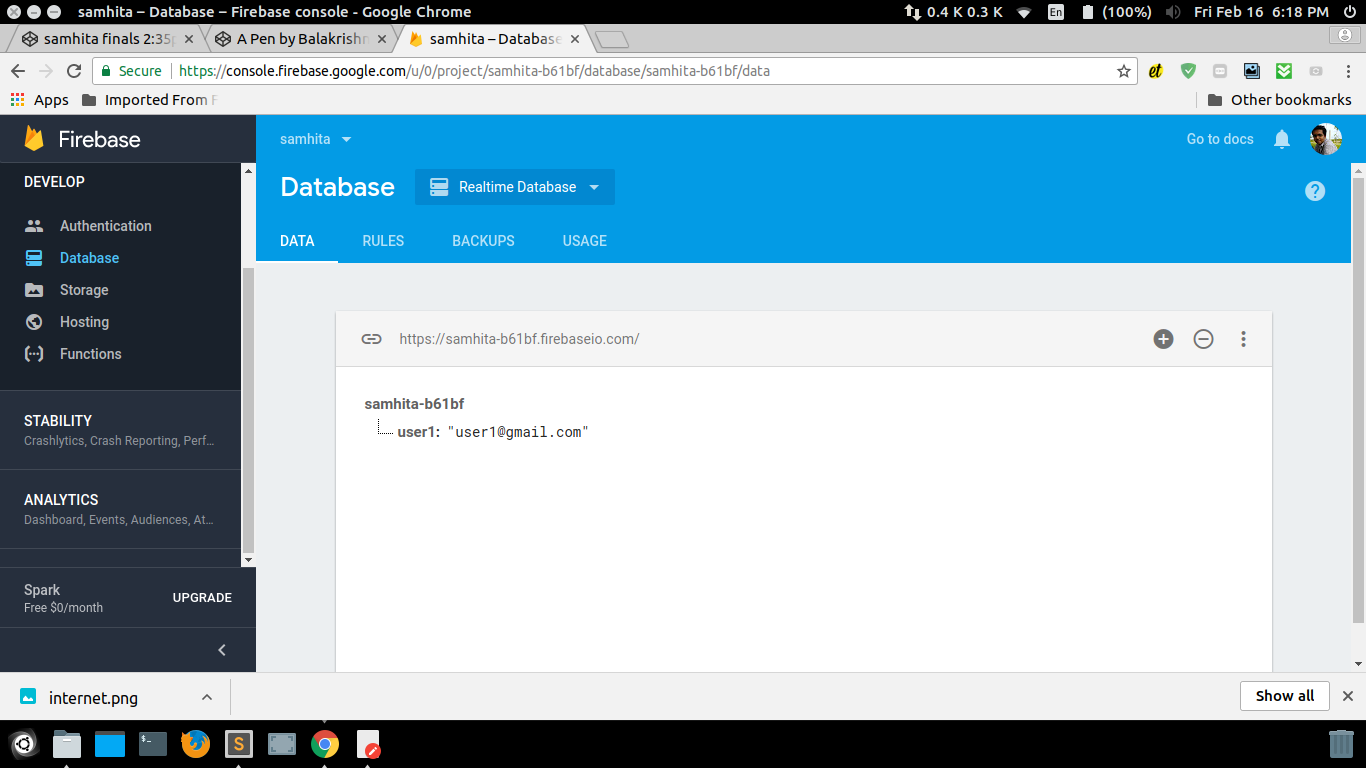 samhita – Database – Firebase console - Google Chrome
0.4 K 0.3 K En (100%) Fri Feb 16 6:18 PM
samhita finals 2:35p A Pen by Balakrishn samhita – Database
Secure https://console.firebase.google.com/u/0/project/samhita-b61bf/database/samhita-b61bf/data et
Apps Imported From F Other bookmarks
Firebase
samhita
Go to docs
DEVELOP
Database
Realtime Database
?
Authentication
Database
Storage
Hosting
Functions
DATA RULES BACKUPS USAGE
https://samhita-b61bf.firebaseio.com/
samhita-b61bf
user1: "user1@gmail.com"
STABILITY
Crashlytics, Crash Reporting, Perf...
ANALYTICS
Dashboard, Events, Audiences, At...
Spark
Free $0/month
UPGRADE
internet.png
Show all
$_
S